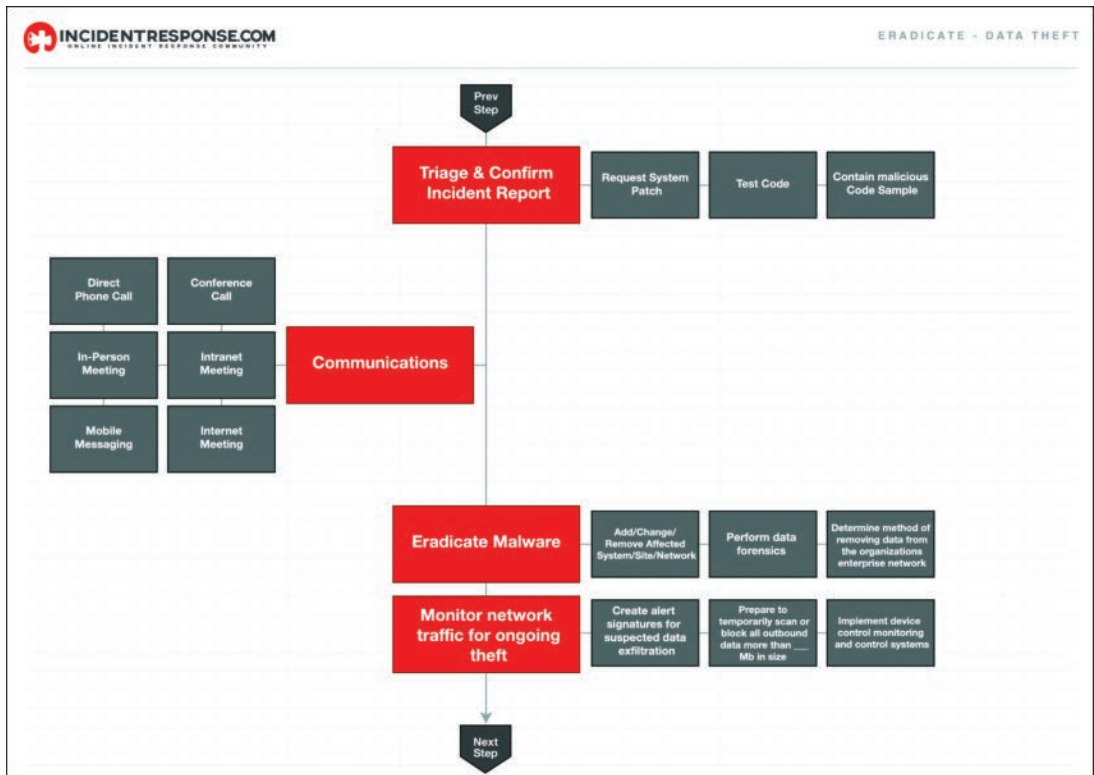 INCIDENTRESPONSE.COM
ONLINE INCIDENT RESPONSE COMMUNITY
ERADICATE - DATA THEFT
Prev
Step
Triage & Confirm
Incident Report
Request System
Patch
Test Code
Contain malicious
Code Sample
Direct
Phone Call
Conference
Call
In-Person
Meeting
Intranet
Meeting
Communications
Mobile
Messaging
Internet
Meeting
Eradicate Malware
Add/Change/
Remove Affected
System/Site/Network
Perform data
forensics
Determine method of
removing data from
the organizations
enterprise network
Monitor network
traffic for ongoing
theft
Create alert
signatures for
suspected data
exfiltration
Prepare to
temporarily scan or
block all outbound
data more than ___
Mb in size
Implement device
control monitoring
and control systems
Next
Step